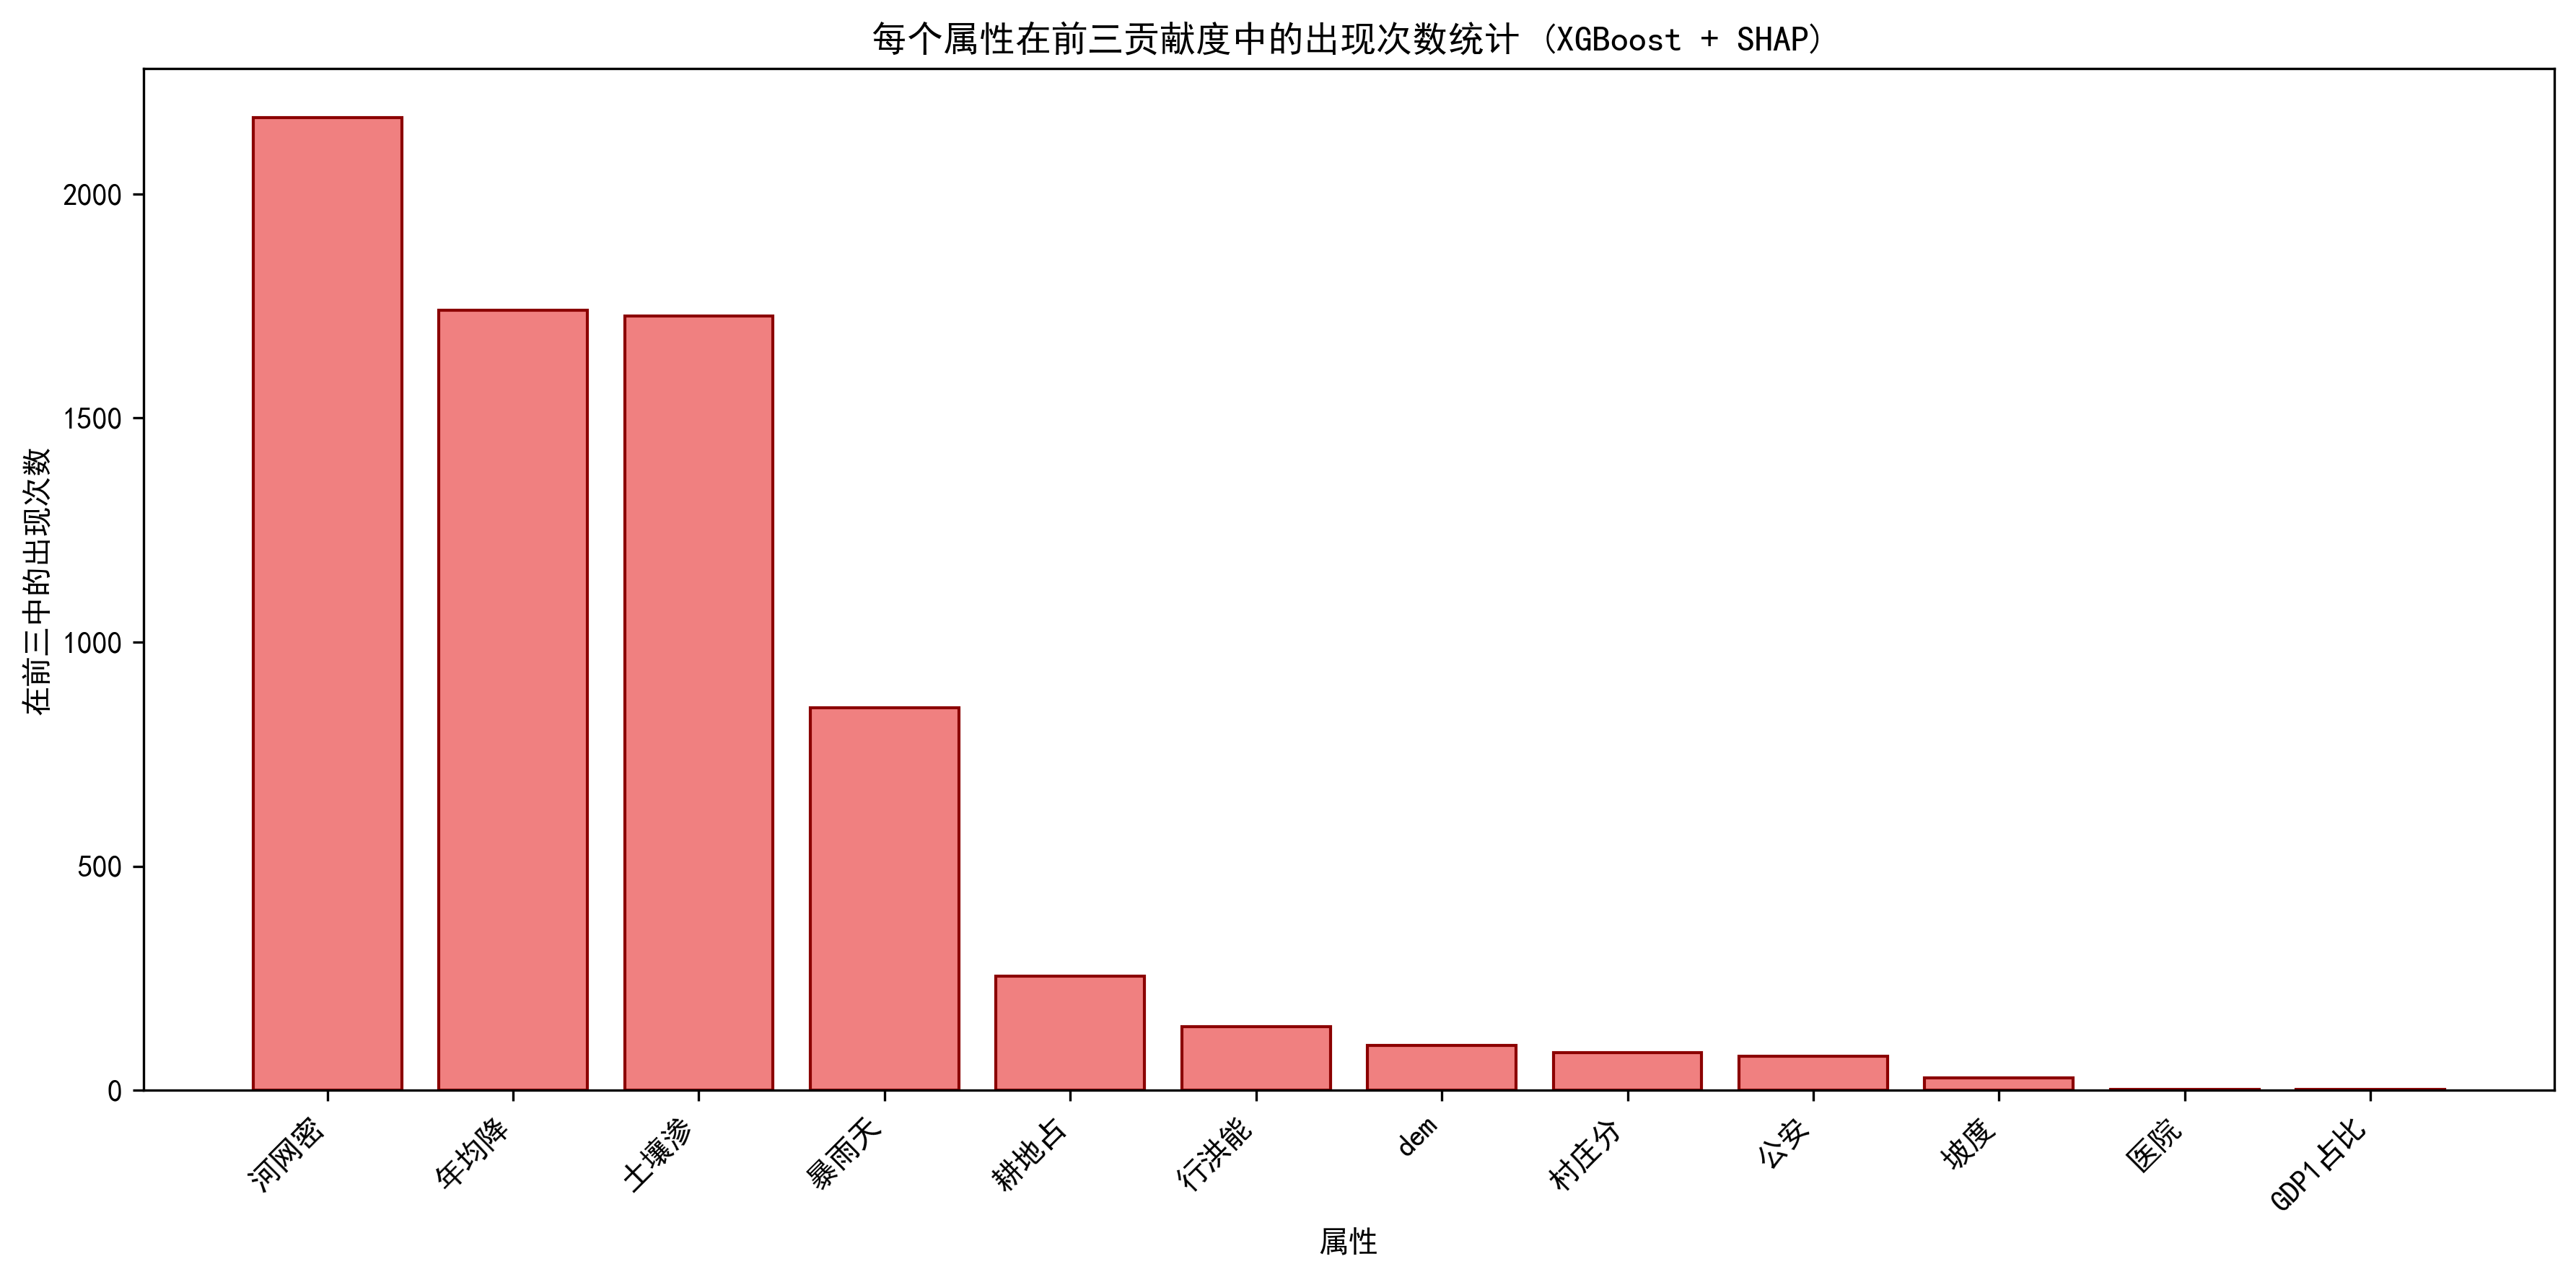 每个属性在前三贡献度中的出现次数统计 (XGBoost + SHAP)
在前三中的出现次数
2000
1500
1000
500
0
河网密
年均降
土壤渗
暴雨天
耕地占
行洪能
dem
村庄分
公安
坡度
医院
GDP1占比
属性